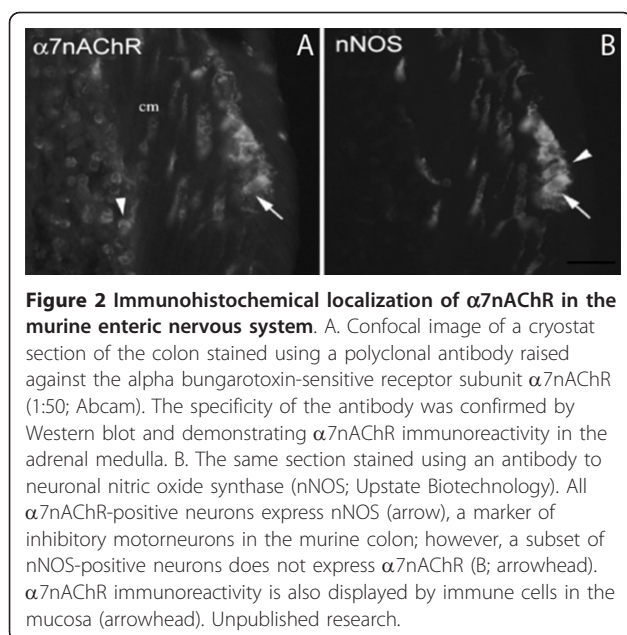 α7nAChR
A
cm
nNOS
B
Figure 2 Immunohistochemical localization of α7nAChR in the
murine enteric nervous system. A. Confocal image of a cryostat
section of the colon stained using a polyclonal antibody raised
against the alpha bungarotoxin-sensitive receptor subunit α7nAChR
(1:50; Abcam). The specificity of the antibody was confirmed by
Western blot and demonstrating α7nAChR immunoreactivity in the
adrenal medulla. B. The same section stained using an antibody to
neuronal nitric oxide synthase (nNOS; Upstate Biotechnology). All
α7nAChR-positive neurons express nNOS (arrow), a marker of
inhibitory motorneurons in the murine colon; however, a subset of
nNOS-positive neurons does not express α7nAChR (B; arrowhead).
α7nAChR immunoreactivity is also displayed by immune cells in the
mucosa (arrowhead). Unpublished research.